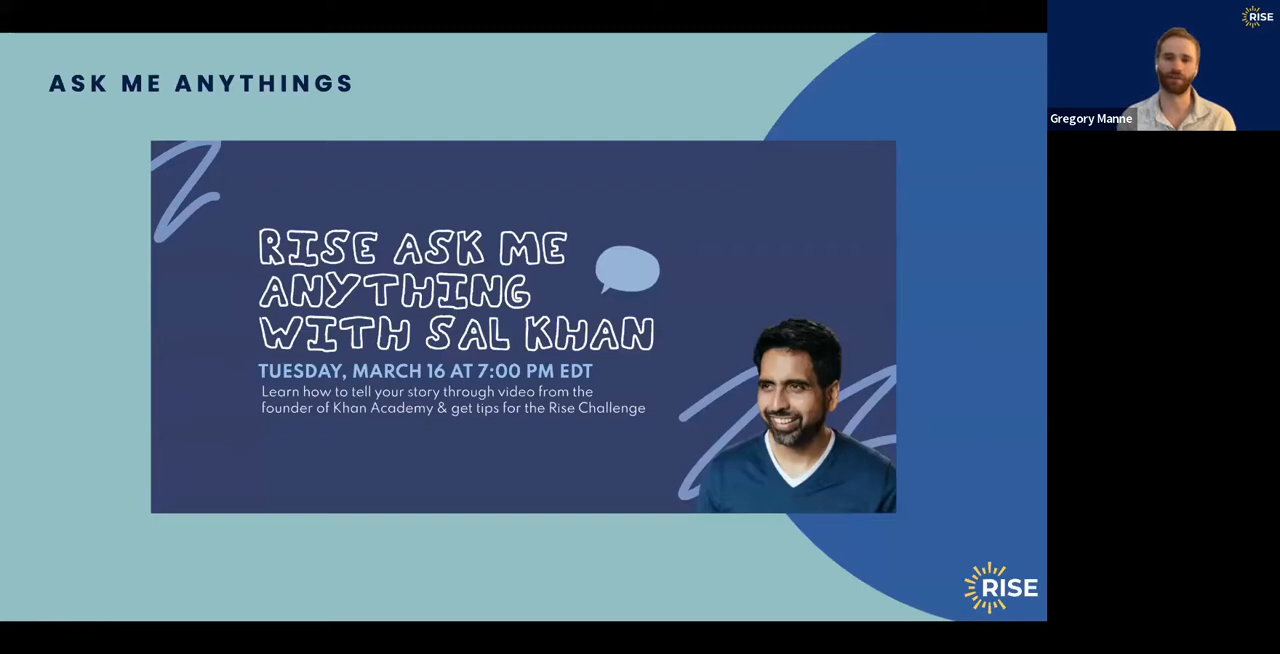 ASK ME ANYTHINGS
RISE ASK ME
ANYTHING
WITH SAL KHAN
TUESDAY, MARCH 16 AT 7:00 PM EDT
Learn how to tell your story through video from the
founder of Khan Academy & get tips for the Rise Challenge
RISE
RISE
Gregory Manne